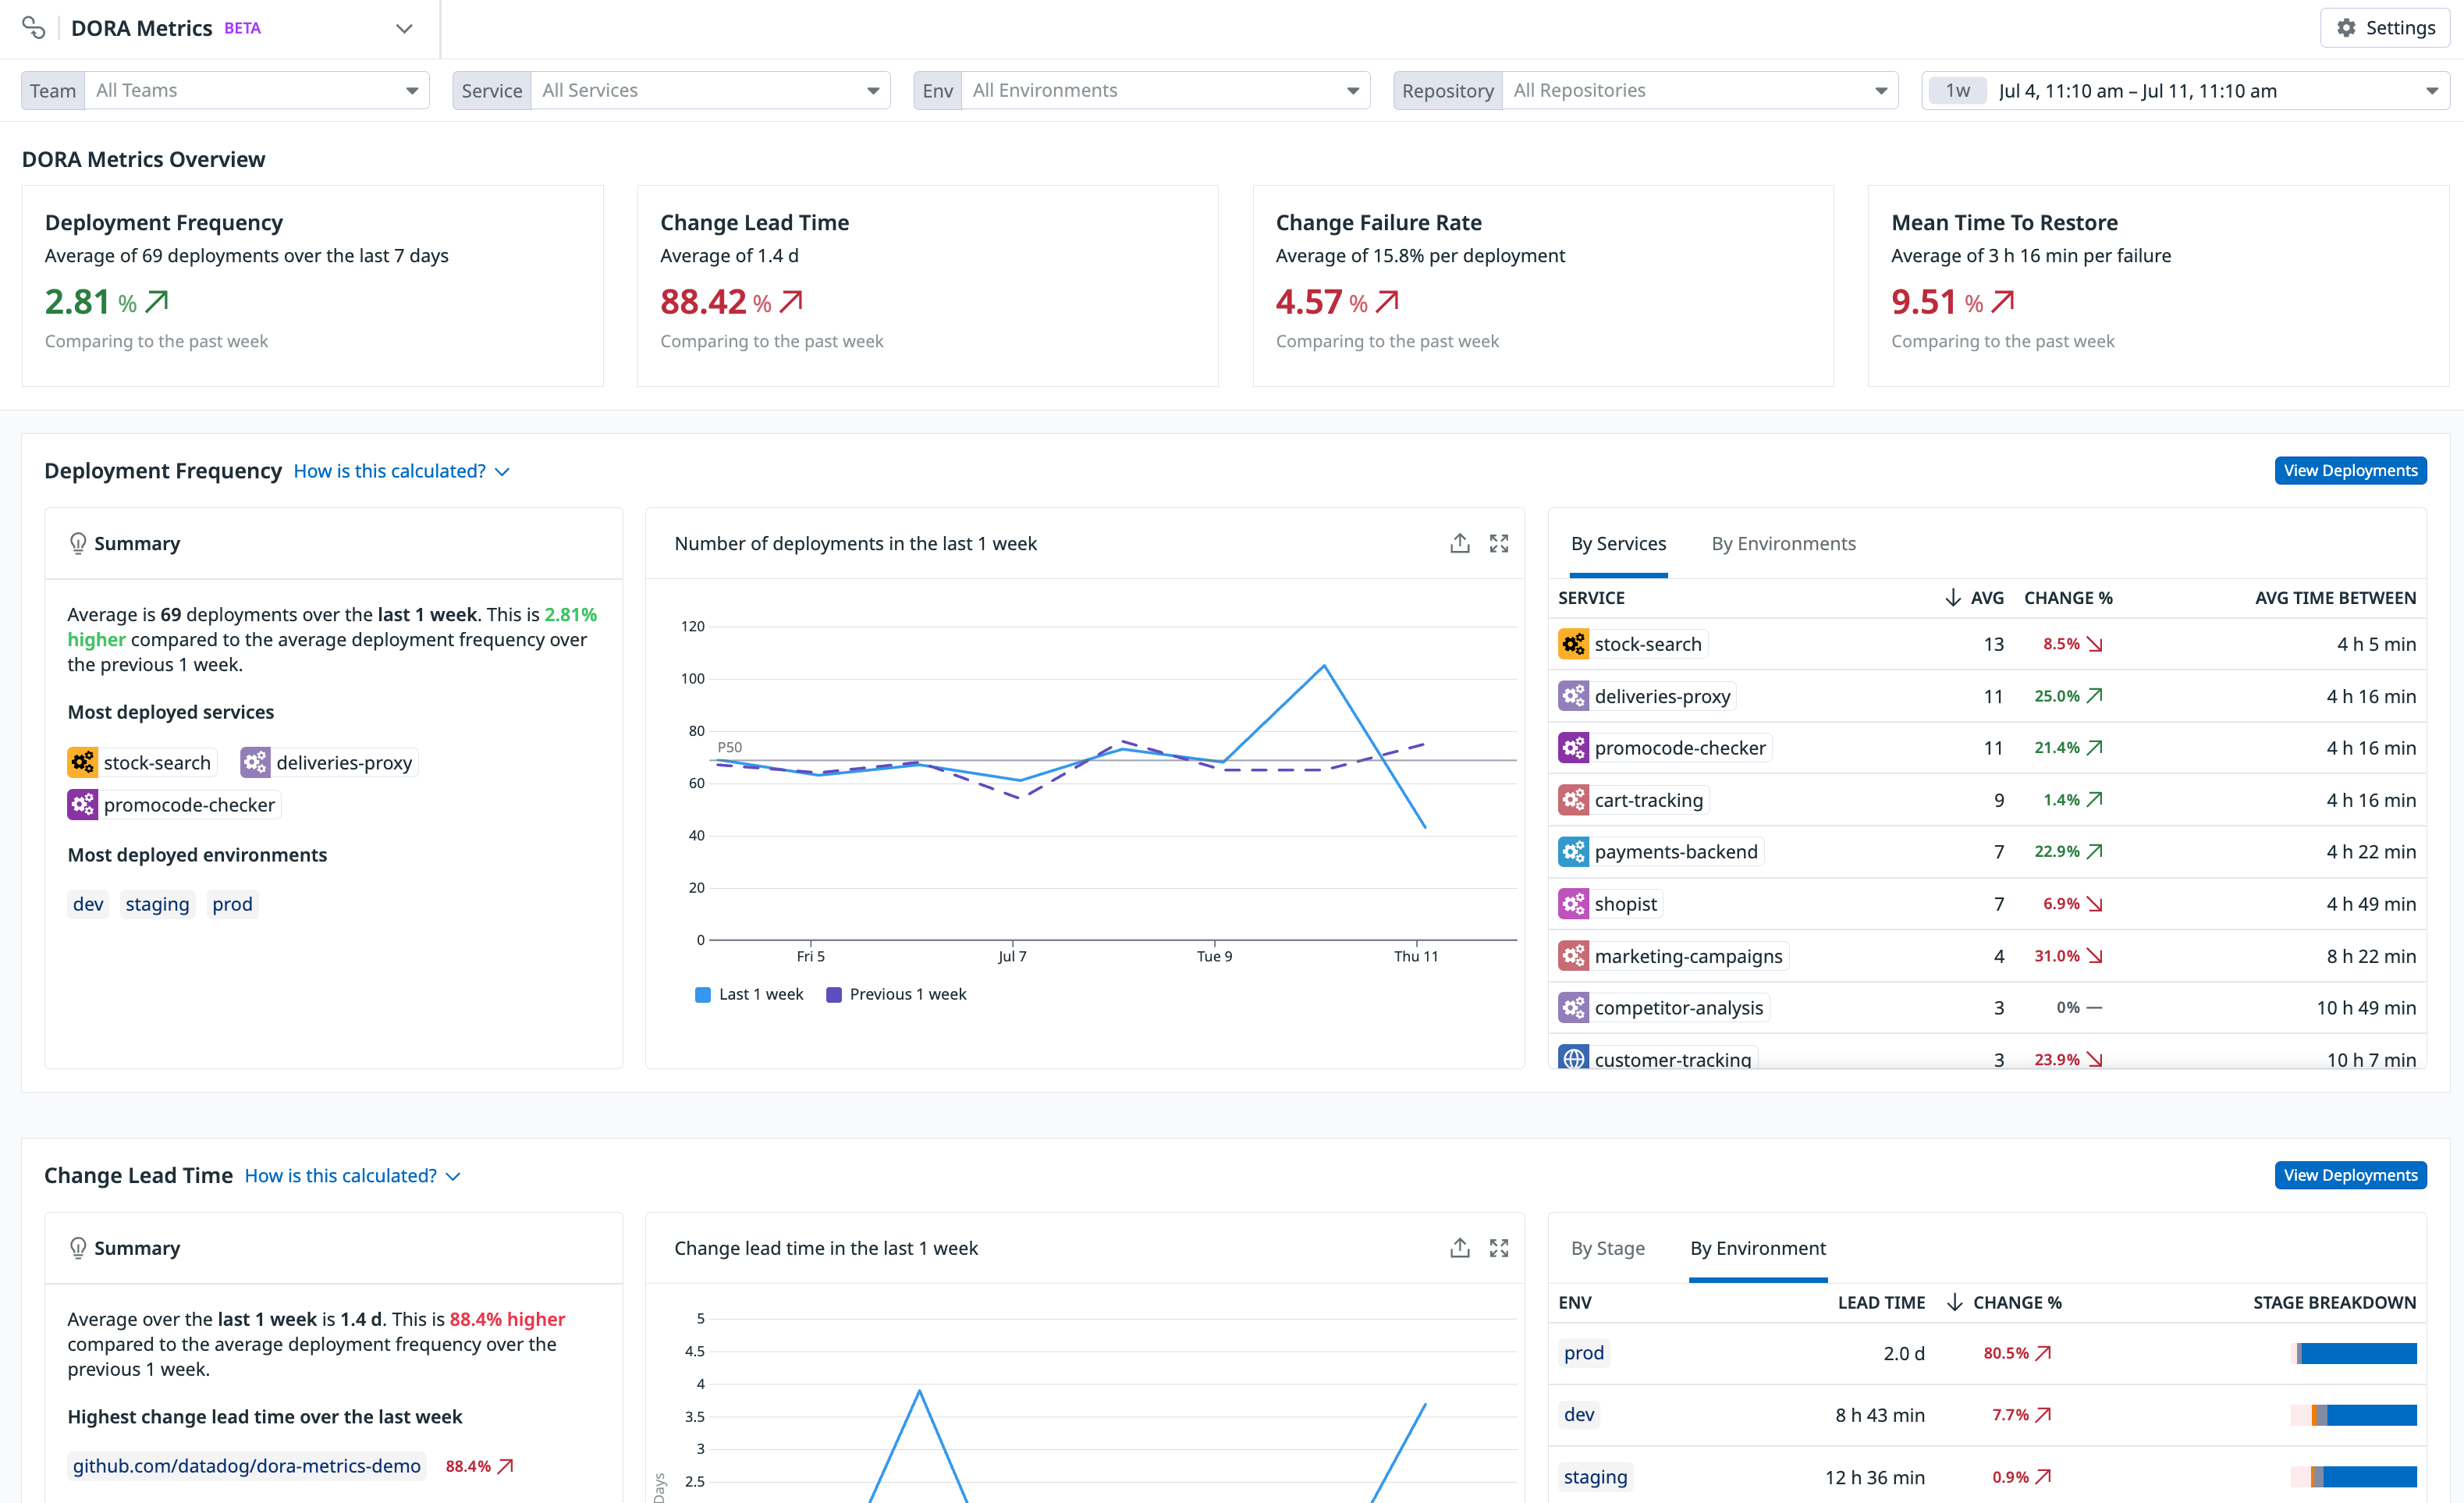 DORA Metrics BETA
Settings
Team All Teams
Service All Services
Env All Environments
Repository All Repositories
1w Jul 4, 11:10 am – Jul 11, 11:10 am
DORA Metrics Overview
Deployment Frequency
Average of 69 deployments over the last 7 days
2.81 %
Comparing to the past week
Change Lead Time
Average of 1.4 d
88.42 %
Comparing to the past week
Change Failure Rate
Average of 15.8% per deployment
4.57 %
Comparing to the past week
Mean Time To Restore
Average of 3 h 16 min per failure
9.51 %
Comparing to the past week
Deployment Frequency How is this calculated?
View Deployments
Summary
Average is 69 deployments over the last 1 week. This is 2.81%
higher compared to the average deployment frequency over
the previous 1 week.
Most deployed services
stock-search deliveries-proxy
promocode-checker
Most deployed environments
dev staging prod
Number of deployments in the last 1 week
120
100
80
P50
60
40
20
0
Fri 5 Jul 7 Tue 9 Thu 11
Last 1 week Previous 1 week
By Services By Environments
SERVICE AVG CHANGE % AVG TIME BETWEEN
stock-search 13 8.5% 4 h 5 min
deliveries-proxy 11 25.0% 4 h 16 min
promocode-checker 11 21.4% 4 h 16 min
cart-tracking 9 1.4% 4 h 16 min
payments-backend 7 22.9% 4 h 22 min
shopist 7 6.9% 4 h 49 min
marketing-campaigns 4 31.0% 8 h 22 min
competitor-analysis 3 0% 10 h 49 min
customer-tracking 3 23.9% 10 h 7 min
Change Lead Time How is this calculated?
View Deployments
Summary
Average over the last 1 week is 1.4 d. This is 88.4% higher
compared to the average deployment frequency over the
previous 1 week.
Highest change lead time over the last week
github.com/datadog/dora-metrics-demo 88.4%
Change lead time in the last 1 week
5
4.5
4
3.5
3
2.5
Days
By Stage By Environment
ENV LEAD TIME CHANGE % STAGE BREAKDOWN
prod 2.0 d 80.5%
dev 8 h 43 min 7.7%
staging 12 h 36 min 0.9%